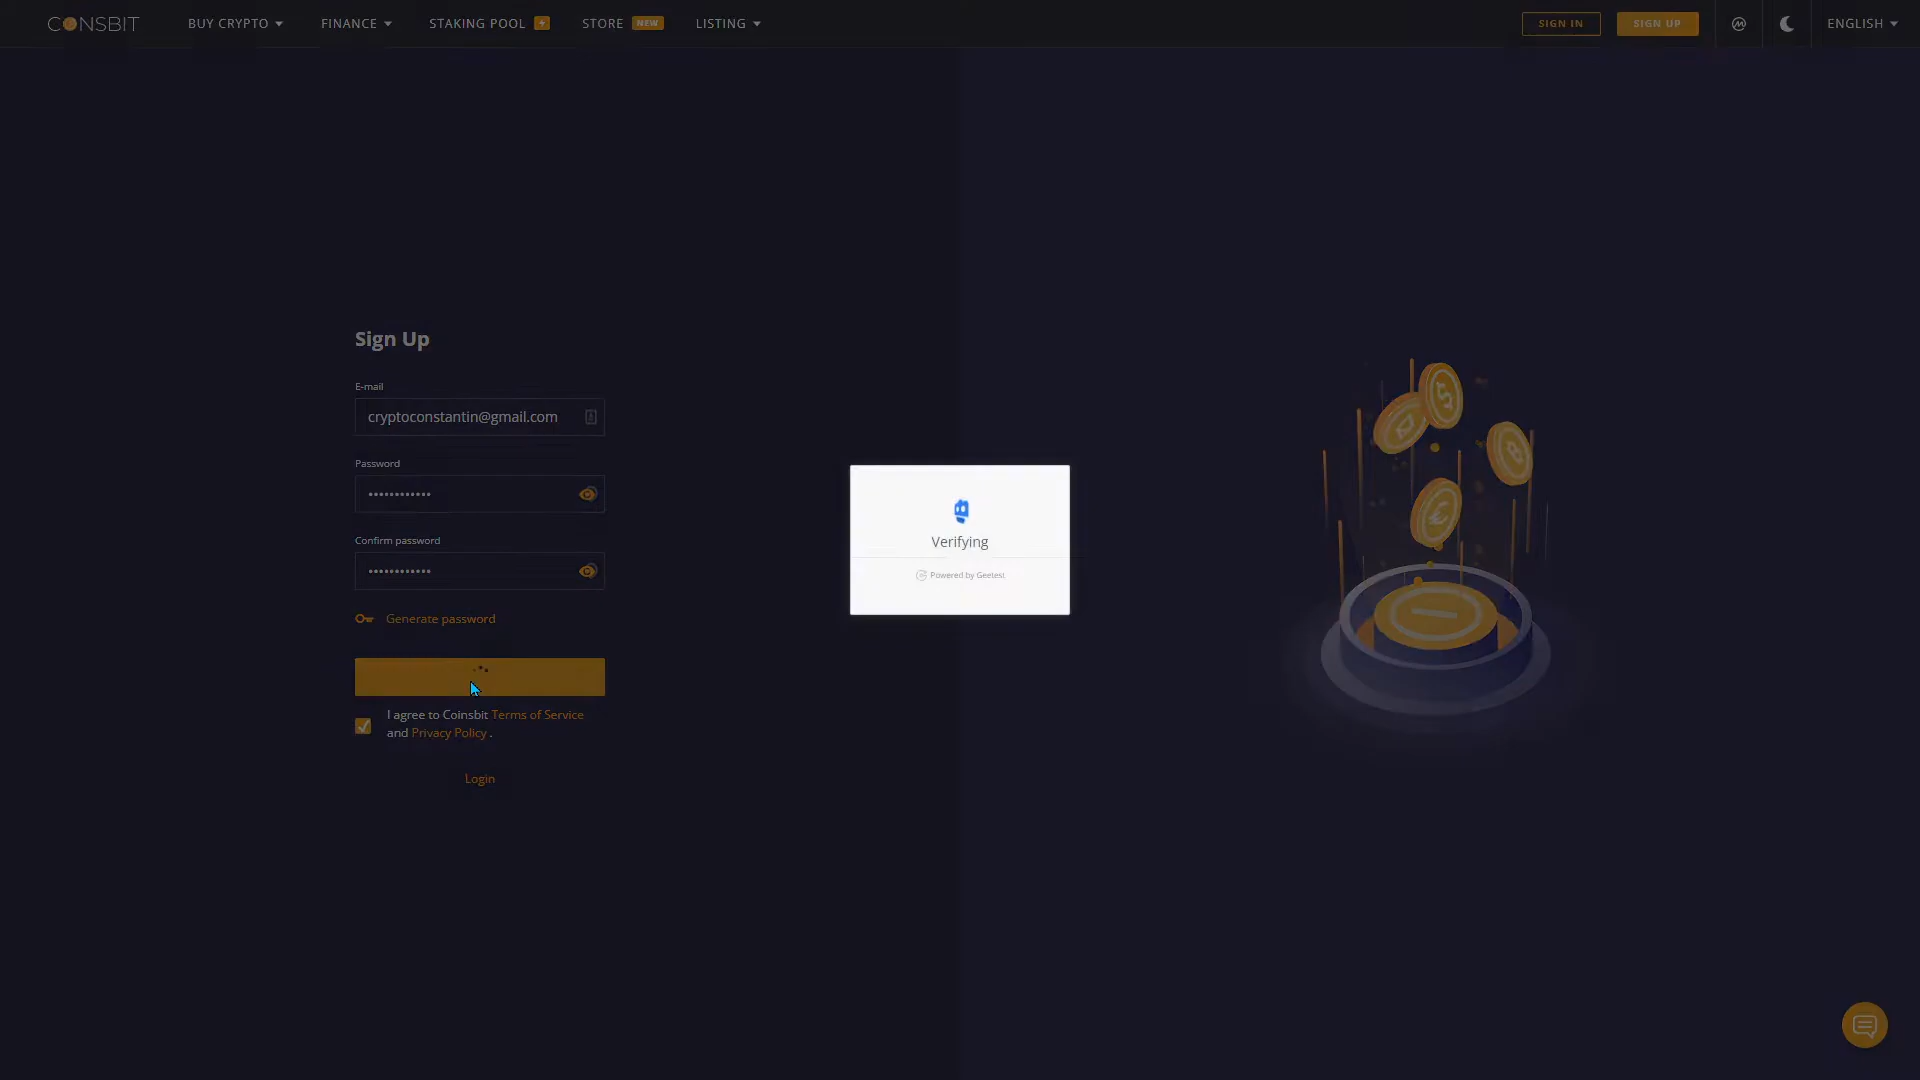 CONSBIT
BUY CRYPTO
FINANCE
STAKING POOL
STORE NEW
LISTING
SIGN IN
SIGN UP
ENGLISH
Sign Up
E-mail
cryptoconstantin@gmail.com
Password
••••••••••••
Confirm password
••••••••••••
Generate password
I agree to Coinsbit Terms of Service
and Privacy Policy .
Login
Verifying
Powered by Geetest